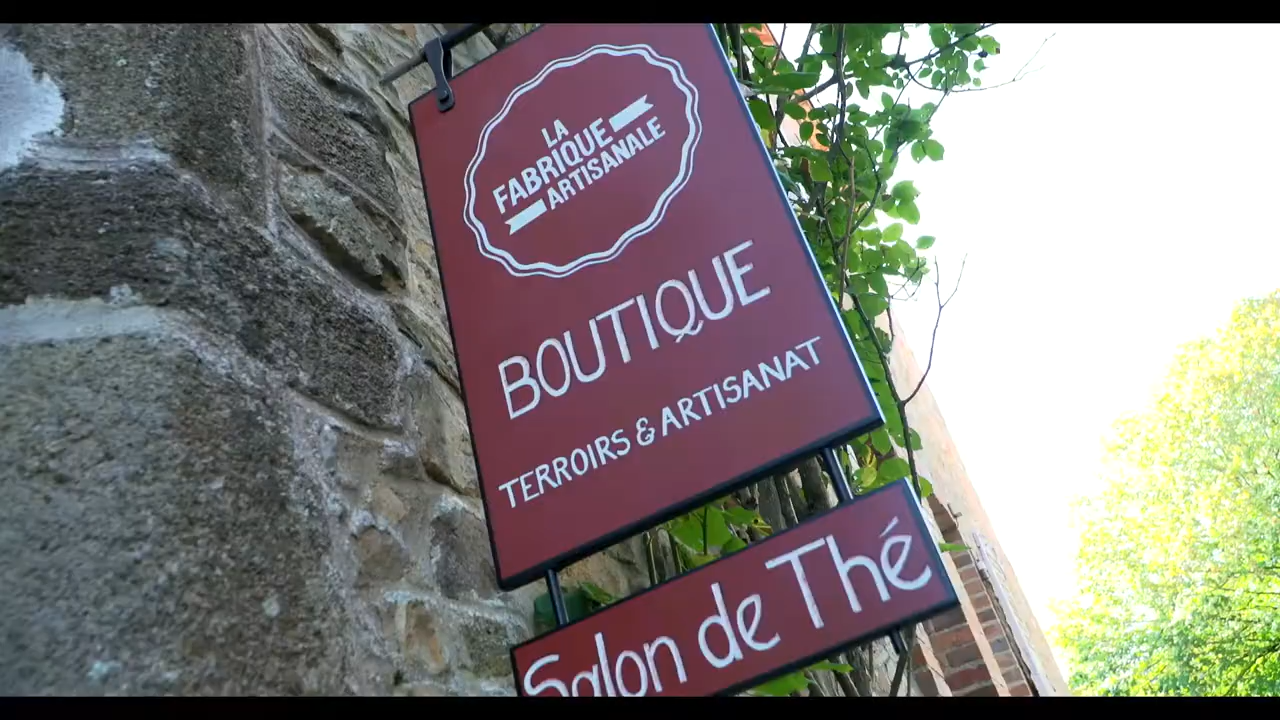 LA
FABRIQUE
ARTISANALE
BOUTIQUE
TERROIRS & ARTISANAT
Salon de Thé